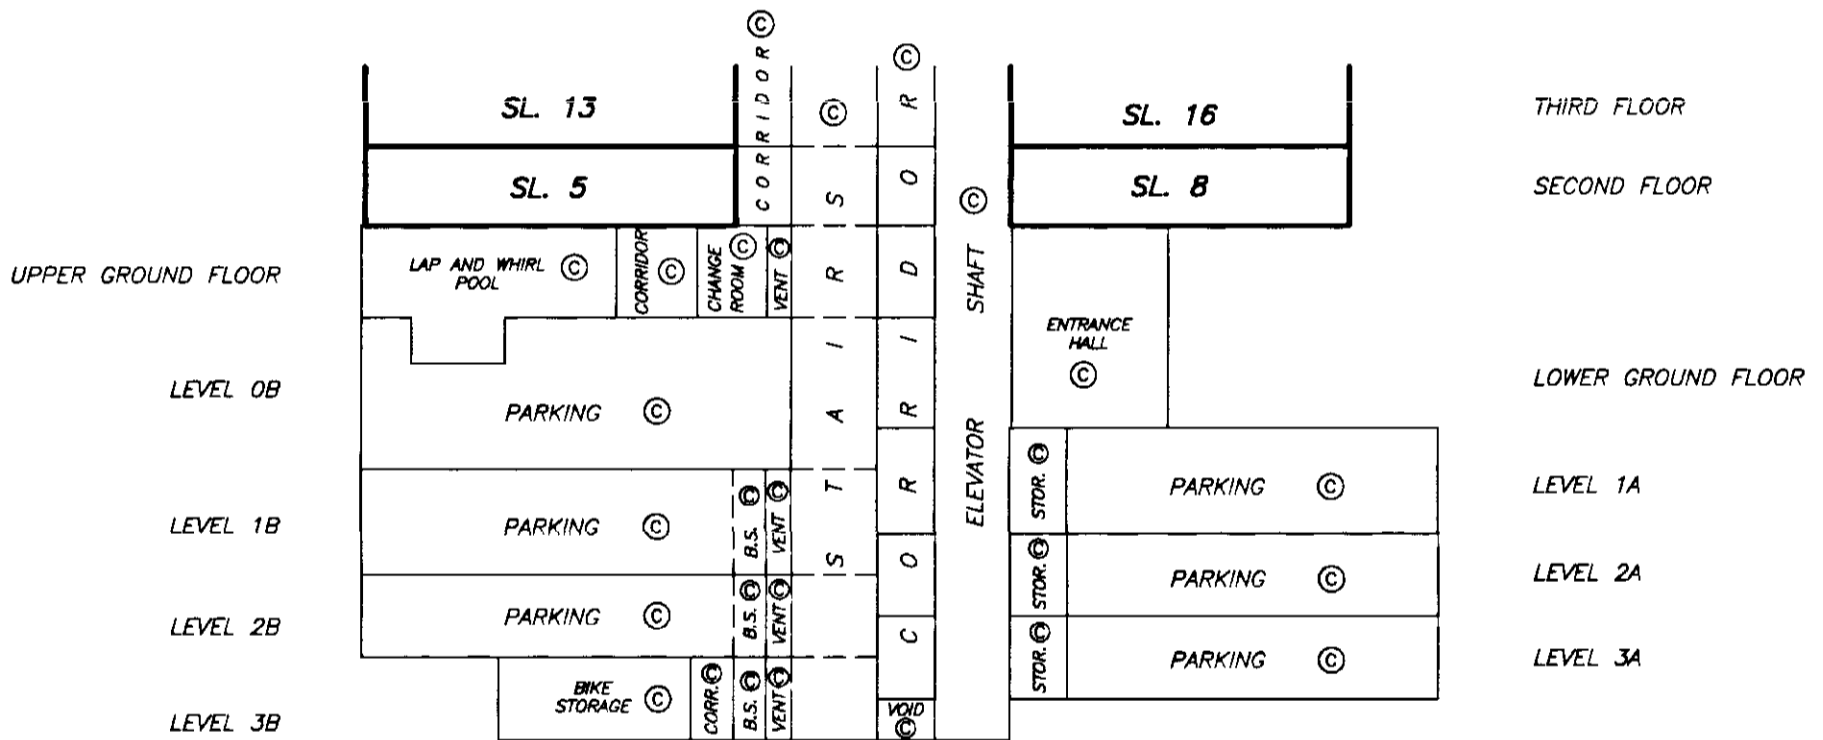 CORRIDOR ©
CORRIDOR ©
STAIRS ©
ELEVATOR SHAFT ©
SL. 13
SL. 16
THIRD FLOOR
SL. 5
SL. 8
SECOND FLOOR
UPPER GROUND FLOOR
LAP AND WHIRL ©
POOL
CORRIDOR ©
CHANGE
ROOM ©
VENT ©
ENTRANCE
HALL
©
LEVEL 0B
PARKING ©
LOWER GROUND FLOOR
LEVEL 1B
PARKING ©
B.S. ©
VENT ©
STOR. ©
PARKING ©
LEVEL 1A
LEVEL 2B
PARKING ©
B.S. ©
VENT ©
STOR. ©
PARKING ©
LEVEL 2A
LEVEL 3B
BIKE
STORAGE ©
CORR. ©
B.S. ©
VENT ©
VOID
©
STOR. ©
PARKING ©
LEVEL 3A